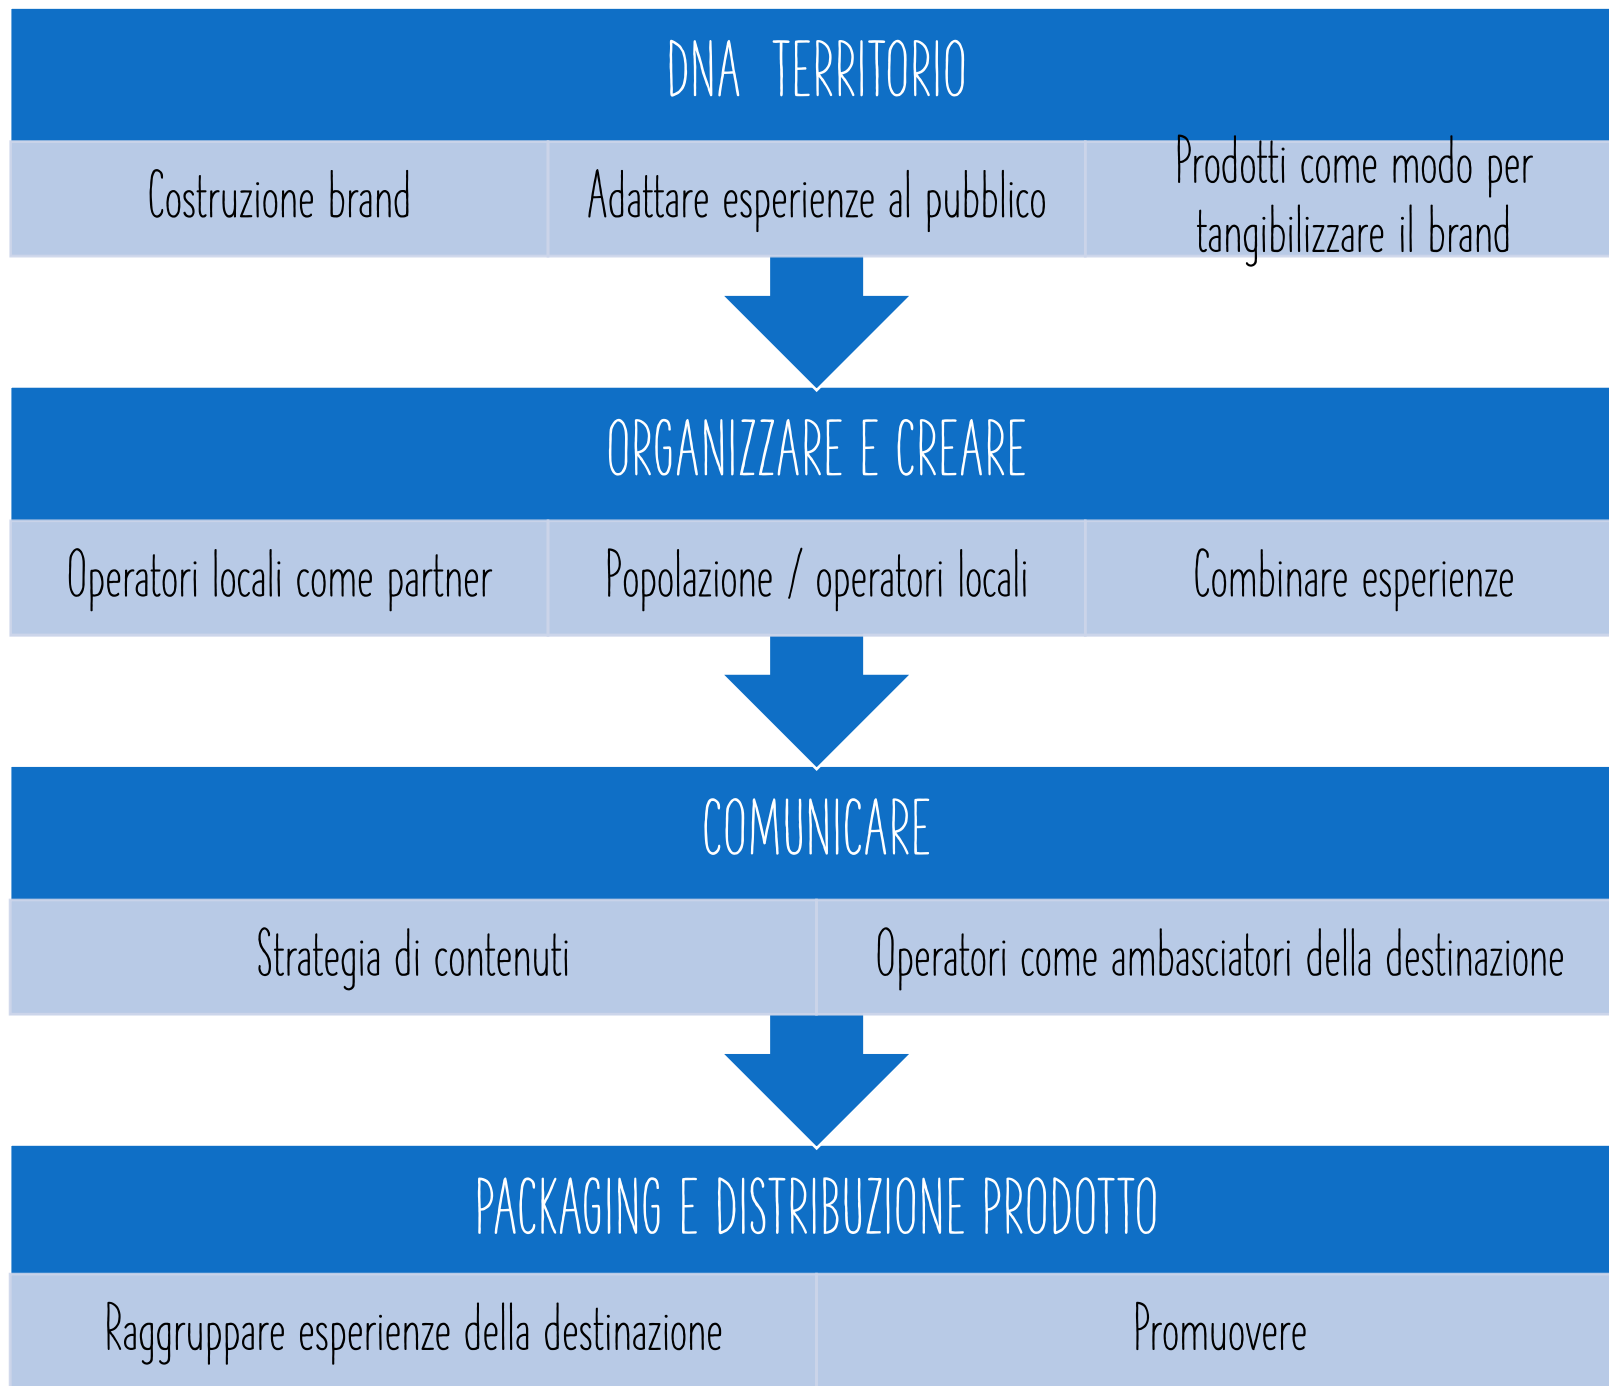 DNA TERRITORIO
Costruzione brand
Adattare esperienze al pubblico
Prodotti come modo per
tangibilizzare il brand
ORGANIZZARE E CREARE
Operatori locali come partner
Popolazione / operatori locali
Combinare esperienze
COMUNICARE
Strategia di contenuti
Operatori come ambasciatori della destinazione
PACKAGING E DISTRIBUZIONE PRODOTTO
Raggruppare esperienze della destinazione
Promuovere